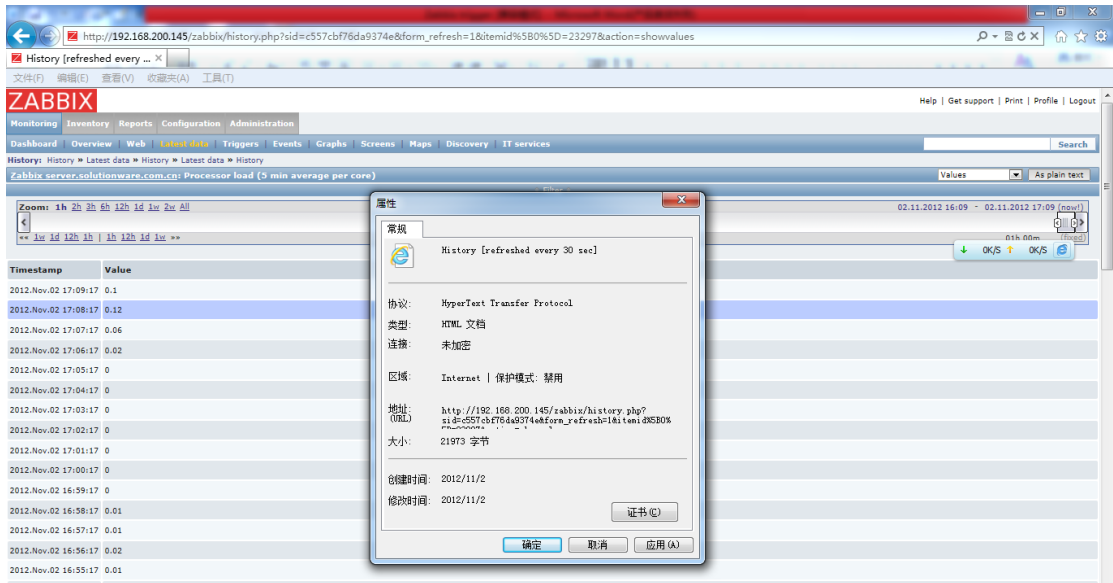 http://192.168.200.145/zabbix/history.php?sid=c557cbf76da9374e&form_refresh=1&itemid%5B0%5D=23297&action=showvalues
History [refreshed every ... ×
文件(F) 编辑(E) 查看(V) 收藏夹(A) 工具(T)
ZABBIX
Help | Get support | Print | Profile | Logout
Monitoring Inventory Reports Configuration Administration
Dashboard | Overview | Web | Latest data | Triggers | Events | Graphs | Screens | Maps | Discovery | IT services
Search
History: History » Latest data » History » Latest data » History
Zabbix server.solutionware.com.cn: Processor load (5 min average per core)
Values
As plain text
Filter
Zoom: 1h 2h 3h 6h 12h 1d 1w 2w All
02.11.2012 16:09 - 02.11.2012 17:09 (now!)
«« 1w 1d 12h 1h | 1h 12h 1d 1w »»
01h 00m (fixed)
↓ 0K/S ↑ 0K/S
Timestamp Value
2012.Nov.02 17:09:17 0.1
2012.Nov.02 17:08:17 0.12
2012.Nov.02 17:07:17 0.06
2012.Nov.02 17:06:17 0.02
2012.Nov.02 17:05:17 0
2012.Nov.02 17:04:17 0
2012.Nov.02 17:03:17 0
2012.Nov.02 17:02:17 0
2012.Nov.02 17:01:17 0
2012.Nov.02 17:00:17 0
2012.Nov.02 16:59:17 0
2012.Nov.02 16:58:17 0.01
2012.Nov.02 16:57:17 0.01
2012.Nov.02 16:56:17 0.02
2012.Nov.02 16:55:17 0.01
属性
常规
History [refreshed every 30 sec]
协议: HyperText Transfer Protocol
类型: HTML 文档
连接: 未加密
区域: Internet | 保护模式: 禁用
地址: http://192.168.200.145/zabbix/history.php?
(URL) sid=c557cbf76da9374e&form_refresh=1&itemid%5B0%
大小: 21973 字节
创建时间: 2012/11/2
修改时间: 2012/11/2
证书(C)
确定 取消 应用(A)